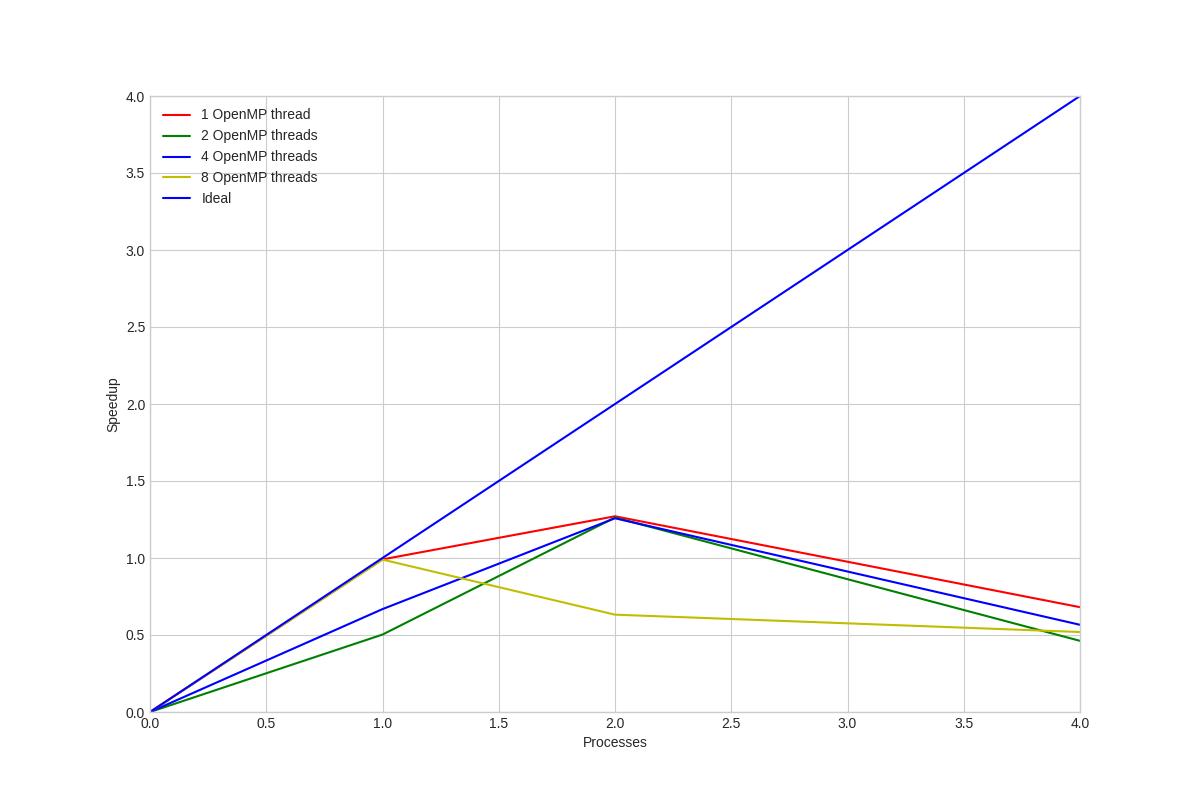 1 OpenMP thread
2 OpenMP threads
4 OpenMP threads
8 OpenMP threads
Ideal
4.0
3.5
3.0
2.5
2.0
1.5
1.0
0.5
0.0
Speedup
0.0 0.5 1.0 1.5 2.0 2.5 3.0 3.5 4.0
Processes